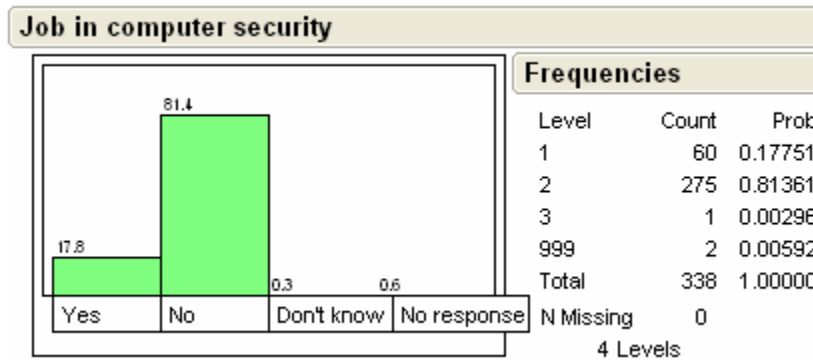 Job in computer security
81.4
17.8
0.3
0.6
Yes
No
Don't know
No response
Frequencies
Level Count Prob
1 60 0.17751
2 275 0.81361
3 1 0.00296
999 2 0.00592
Total 338 1.00000
N Missing 0
4 Levels